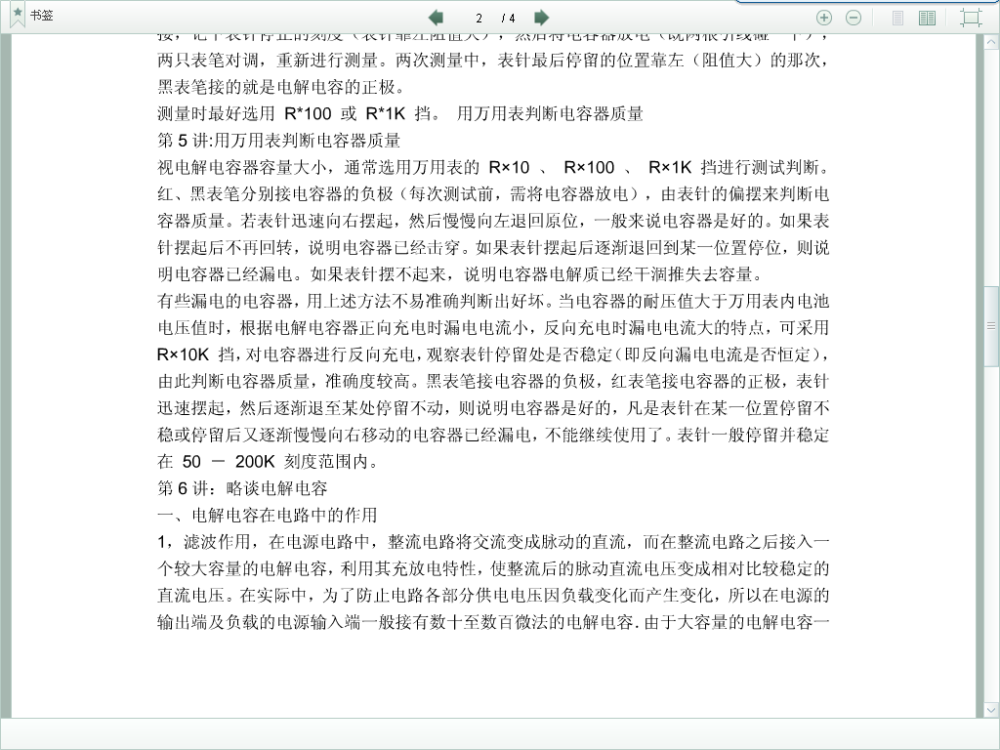 书签
2 / 4
接，记下表针停止的刻度（表针靠左阻值大），然后将电容器放电（既两根引线碰一下），
两只表笔对调，重新进行测量。两次测量中，表针最后停留的位置靠左（阻值大）的那次，
黑表笔接的就是电解电容的正极。
测量时最好选用 R*100 或 R*1K 挡。 用万用表判断电容器质量
第 5 讲:用万用表判断电容器质量
视电解电容器容量大小，通常选用万用表的 R×10 、 R×100 、 R×1K 挡进行测试判断。
红、黑表笔分别接电容器的负极（每次测试前，需将电容器放电），由表针的偏摆来判断电
容器质量。若表针迅速向右摆起，然后慢慢向左退回原位，一般来说电容器是好的。如果表
针摆起后不再回转，说明电容器已经击穿。如果表针摆起后逐渐退回到某一位置停位，则说
明电容器已经漏电。如果表针摆不起来，说明电容器电解质已经干涸推失去容量。
有些漏电的电容器，用上述方法不易准确判断出好坏。当电容器的耐压值大于万用表内电池
电压值时，根据电解电容器正向充电时漏电电流小，反向充电时漏电电流大的特点，可采用
R×10K 挡，对电容器进行反向充电，观察表针停留处是否稳定（即反向漏电电流是否恒定），
由此判断电容器质量，准确度较高。黑表笔接电容器的负极，红表笔接电容器的正极，表针
迅速摆起，然后逐渐退至某处停留不动，则说明电容器是好的，凡是表针在某一位置停留不
稳或停留后又逐渐慢慢向右移动的电容器已经漏电，不能继续使用了。表针一般停留并稳定
在 50 － 200K 刻度范围内。
第 6 讲：略谈电解电容
一、电解电容在电路中的作用
1，滤波作用，在电源电路中，整流电路将交流变成脉动的直流，而在整流电路之后接入一
个较大容量的电解电容，利用其充放电特性，使整流后的脉动直流电压变成相对比较稳定的
直流电压。在实际中，为了防止电路各部分供电电压因负载变化而产生变化，所以在电源的
输出端及负载的电源输入端一般接有数十至数百微法的电解电容．由于大容量的电解电容一